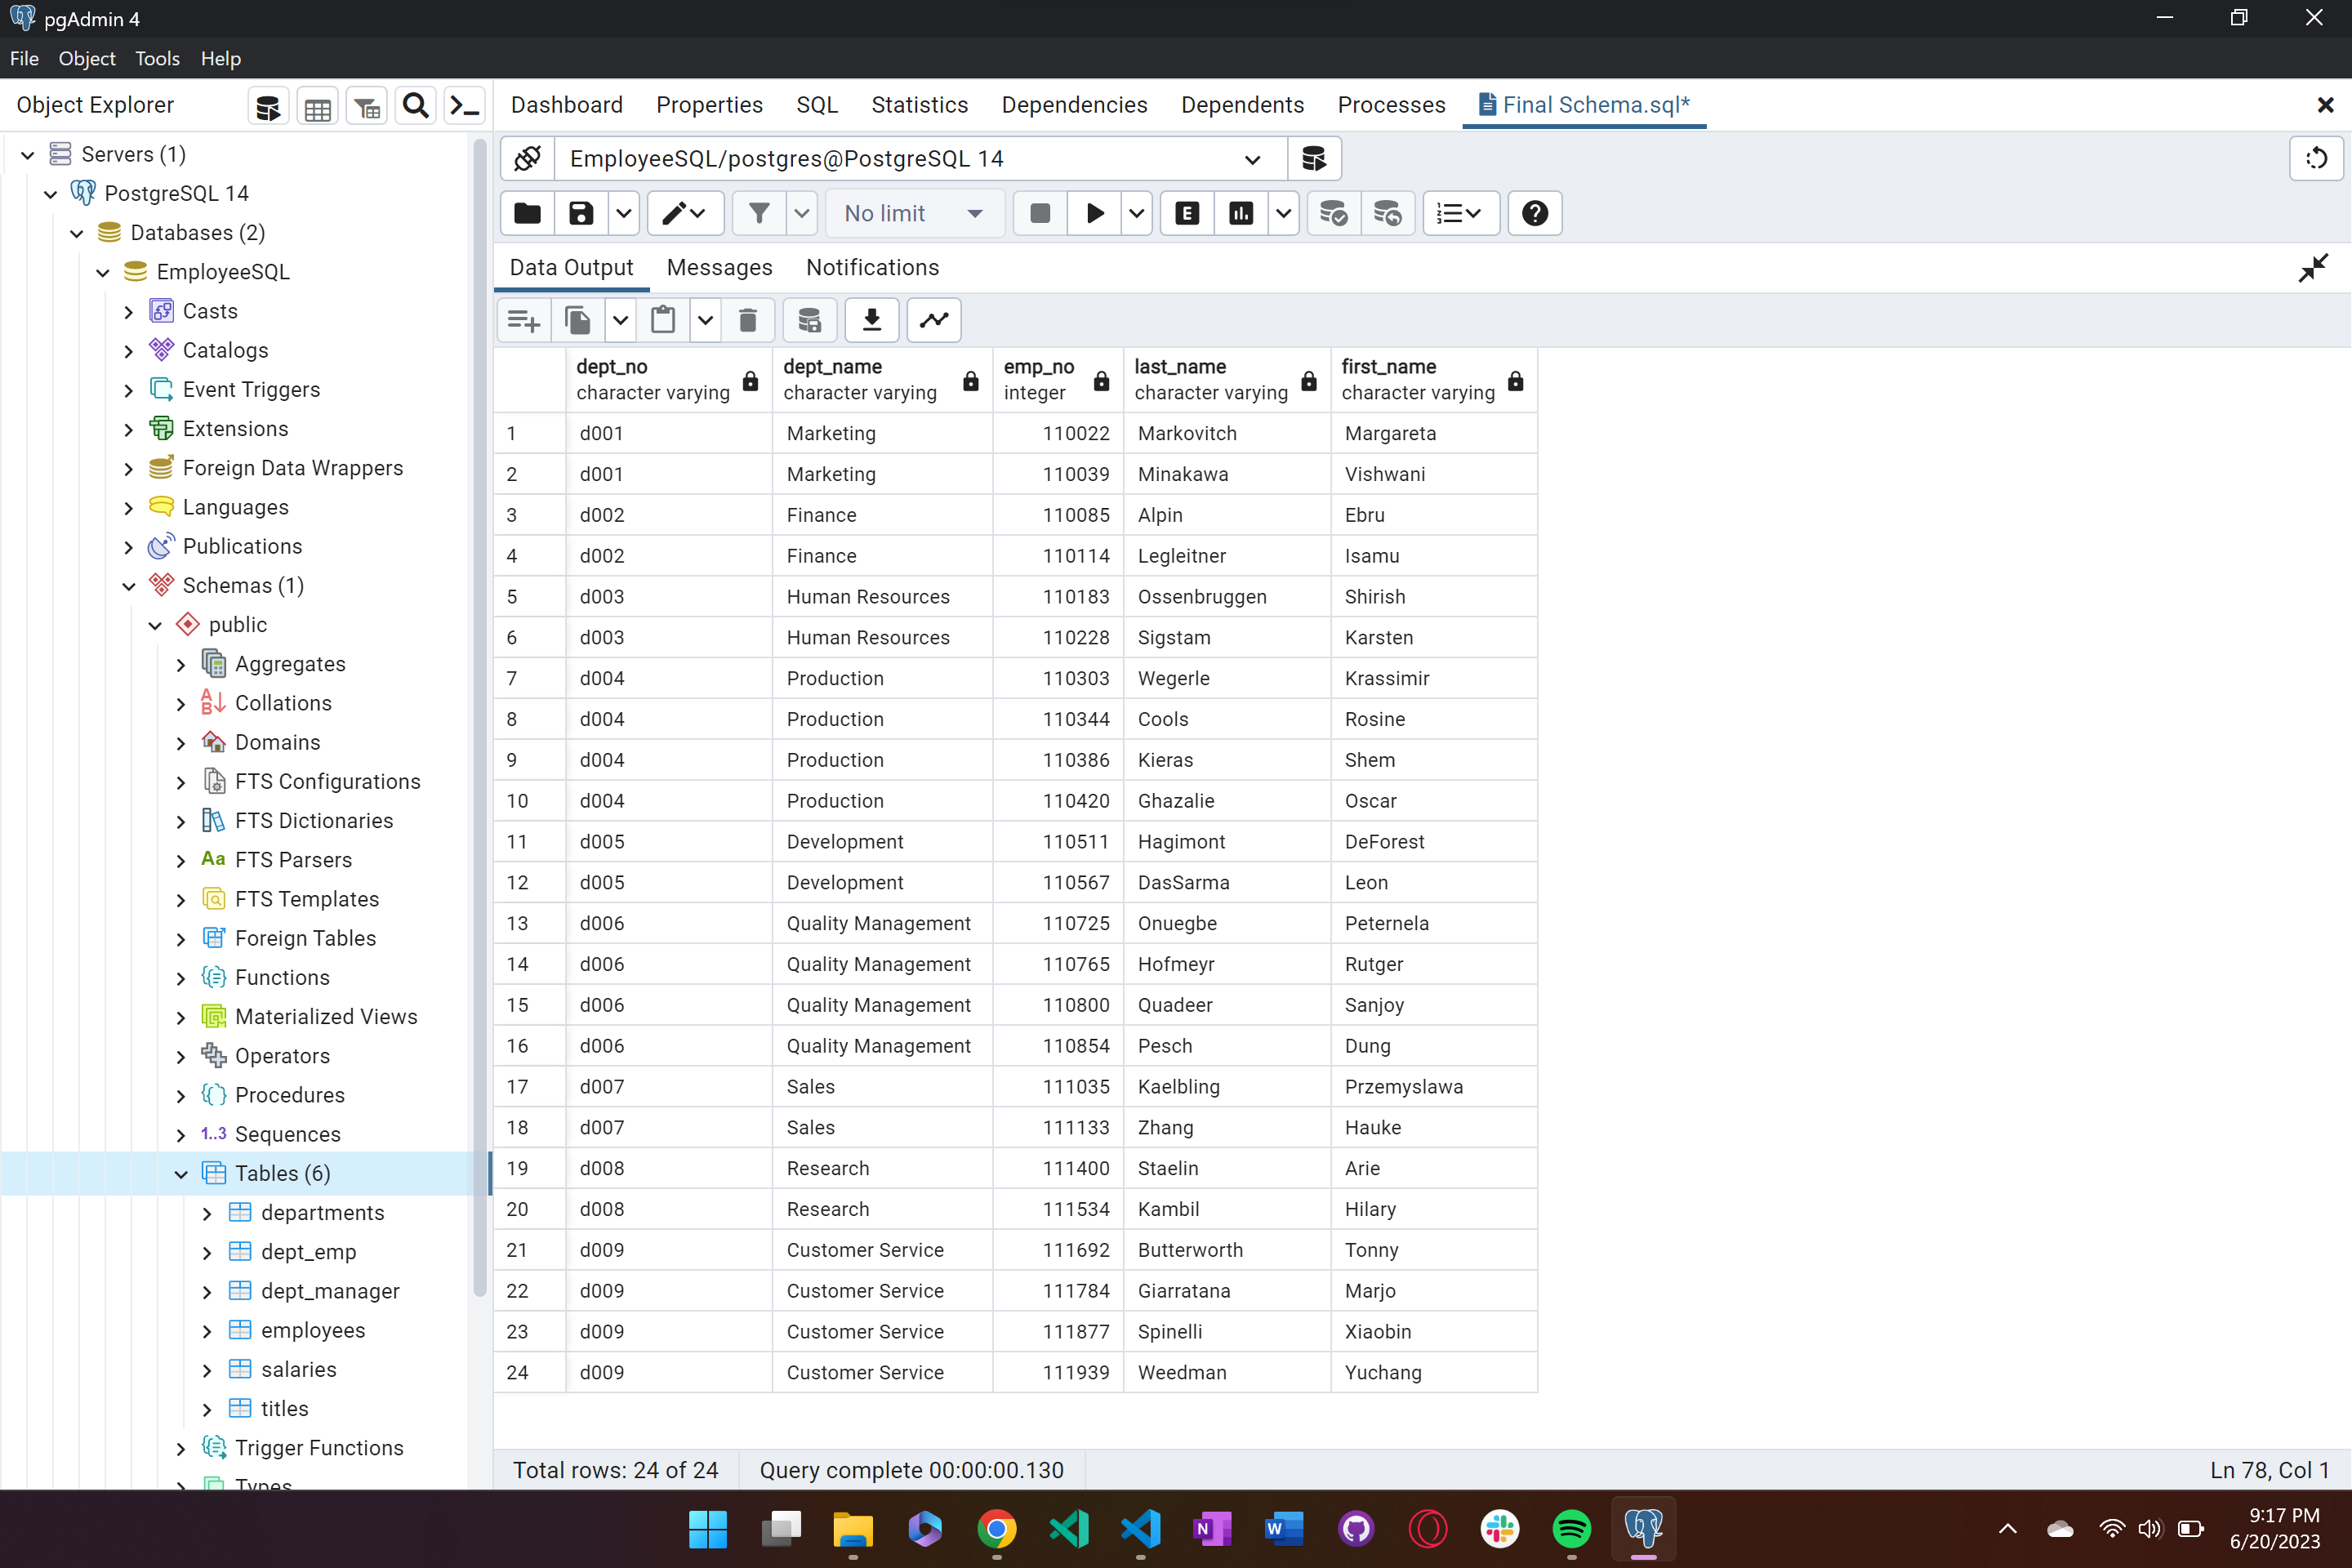 pgAdmin 4
File Object Tools Help
Object Explorer
Dashboard Properties SQL Statistics Dependencies Dependents Processes Final Schema.sql*
Servers (1)
PostgreSQL 14
Databases (2)
EmployeeSQL
Casts
Catalogs
Event Triggers
Extensions
Foreign Data Wrappers
Languages
Publications
Schemas (1)
public
Aggregates
Collations
Domains
FTS Configurations
FTS Dictionaries
Aa FTS Parsers
FTS Templates
Foreign Tables
Functions
Materialized Views
Operators
Procedures
1..3 Sequences
Tables (6)
departments
dept_emp
dept_manager
employees
salaries
titles
Trigger Functions
Types
EmployeeSQL/postgres@PostgreSQL 14
No limit
E
Data Output Messages Notifications
dept_no dept_name emp_no last_name first_name
character varying character varying integer character varying character varying
1 d001 Marketing 110022 Markovitch Margareta
2 d001 Marketing 110039 Minakawa Vishwani
3 d002 Finance 110085 Alpin Ebru
4 d002 Finance 110114 Legleitner Isamu
5 d003 Human Resources 110183 Ossenbruggen Shirish
6 d003 Human Resources 110228 Sigstam Karsten
7 d004 Production 110303 Wegerle Krassimir
8 d004 Production 110344 Cools Rosine
9 d004 Production 110386 Kieras Shem
10 d004 Production 110420 Ghazalie Oscar
11 d005 Development 110511 Hagimont DeForest
12 d005 Development 110567 DasSarma Leon
13 d006 Quality Management 110725 Onuegbe Peternela
14 d006 Quality Management 110765 Hofmeyr Rutger
15 d006 Quality Management 110800 Quadeer Sanjoy
16 d006 Quality Management 110854 Pesch Dung
17 d007 Sales 111035 Kaelbling Przemyslawa
18 d007 Sales 111133 Zhang Hauke
19 d008 Research 111400 Staelin Arie
20 d008 Research 111534 Kambil Hilary
21 d009 Customer Service 111692 Butterworth Tonny
22 d009 Customer Service 111784 Giarratana Marjo
23 d009 Customer Service 111877 Spinelli Xiaobin
24 d009 Customer Service 111939 Weedman Yuchang
Total rows: 24 of 24 Query complete 00:00:00.130 Ln 78, Col 1
9:17 PM
6/20/2023